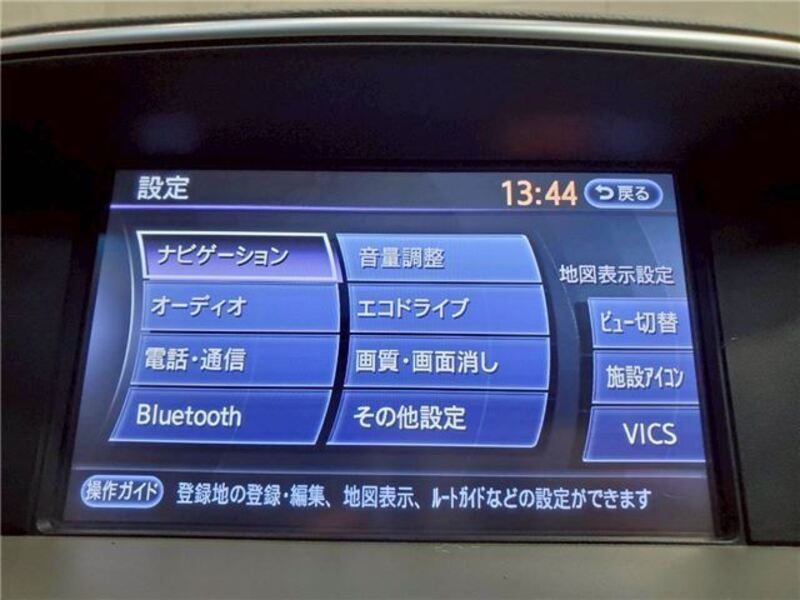 設定
13:44
戻る
ナビゲーション
音量調整
オーディオ
エコドライブ
電話・通信
画質・画面消し
Bluetooth
その他設定
地図表示設定
ビュー切替
施設アイコン
VICS
操作ガイド
登録地の登録・編集、地図表示、ルートガイドなどの設定ができます